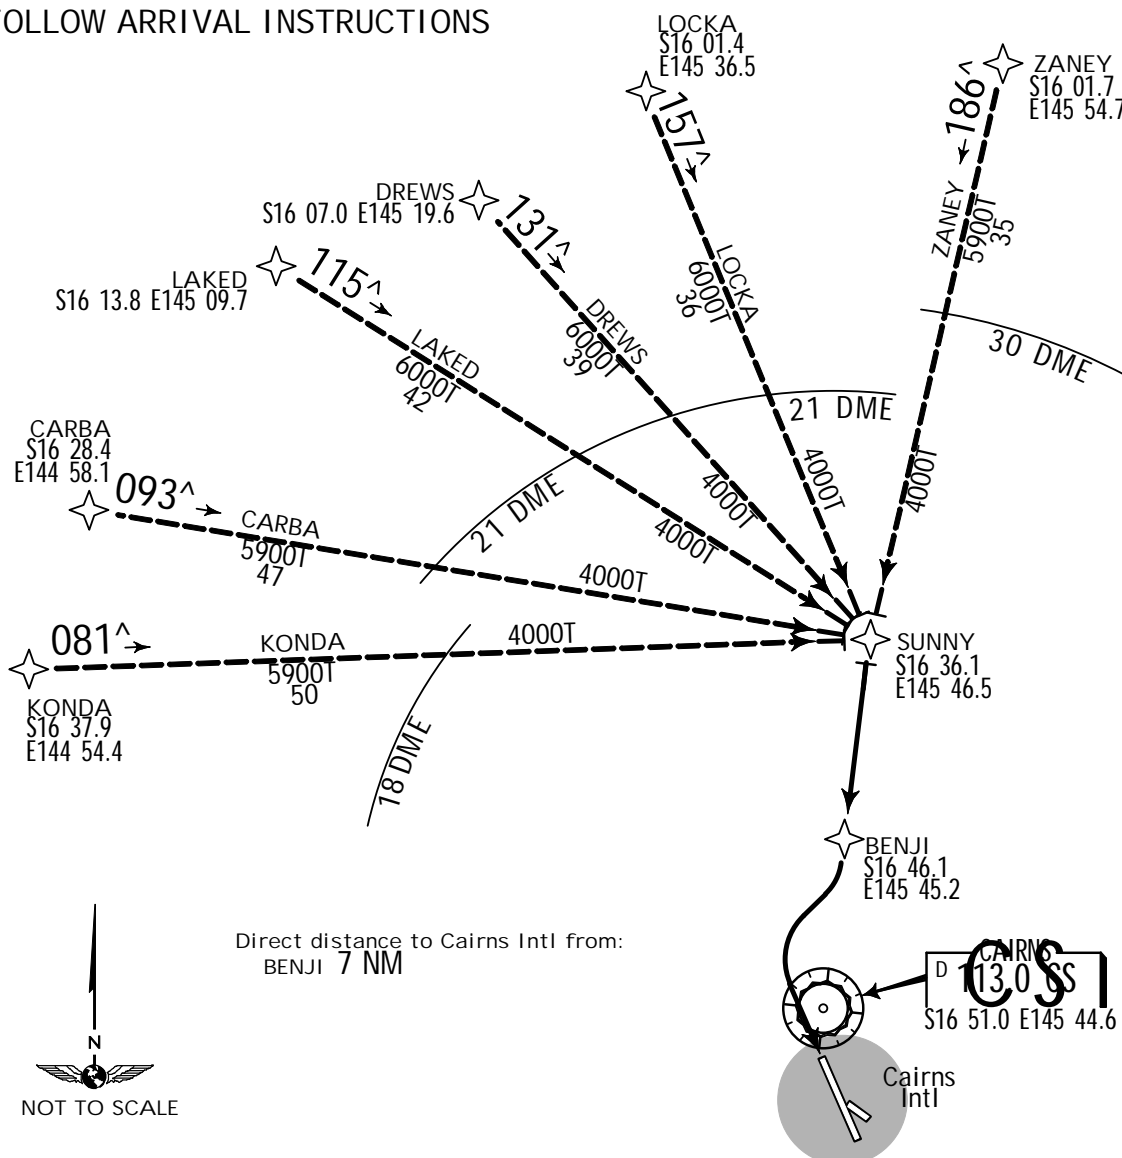 FOLLOW ARRIVAL INSTRUCTIONS
LOCKA
S16 01.4
E145 36.5
157^
ZANEY
S16 01.7
E145 54.7
186^
DREWS
S16 07.0 E145 19.6
131^
LAKED
S16 13.8 E145 09.7
115^
ZANEY
5900T
35
LOCKA
6000T
36
DREWS
6000T
39
LAKED
6000T
42
30 DME
21 DME
CARBA
S16 28.4
E144 58.1
093^
CARBA
5900T
47
21 DME
4000T
4000T
4000T
4000T
4000T
081^
KONDA
5900T
50
4000T
KONDA
S16 37.9
E144 54.4
18 DME
SUNNY
S16 36.1
E145 46.5
BENJI
S16 46.1
E145 45.2
Direct distance to Cairns Intl from:
BENJI 7 NM
CAIRNS
D 113.0 CS
CS
S16 51.0 E145 44.6
Cairns
Intl
N
NOT TO SCALE